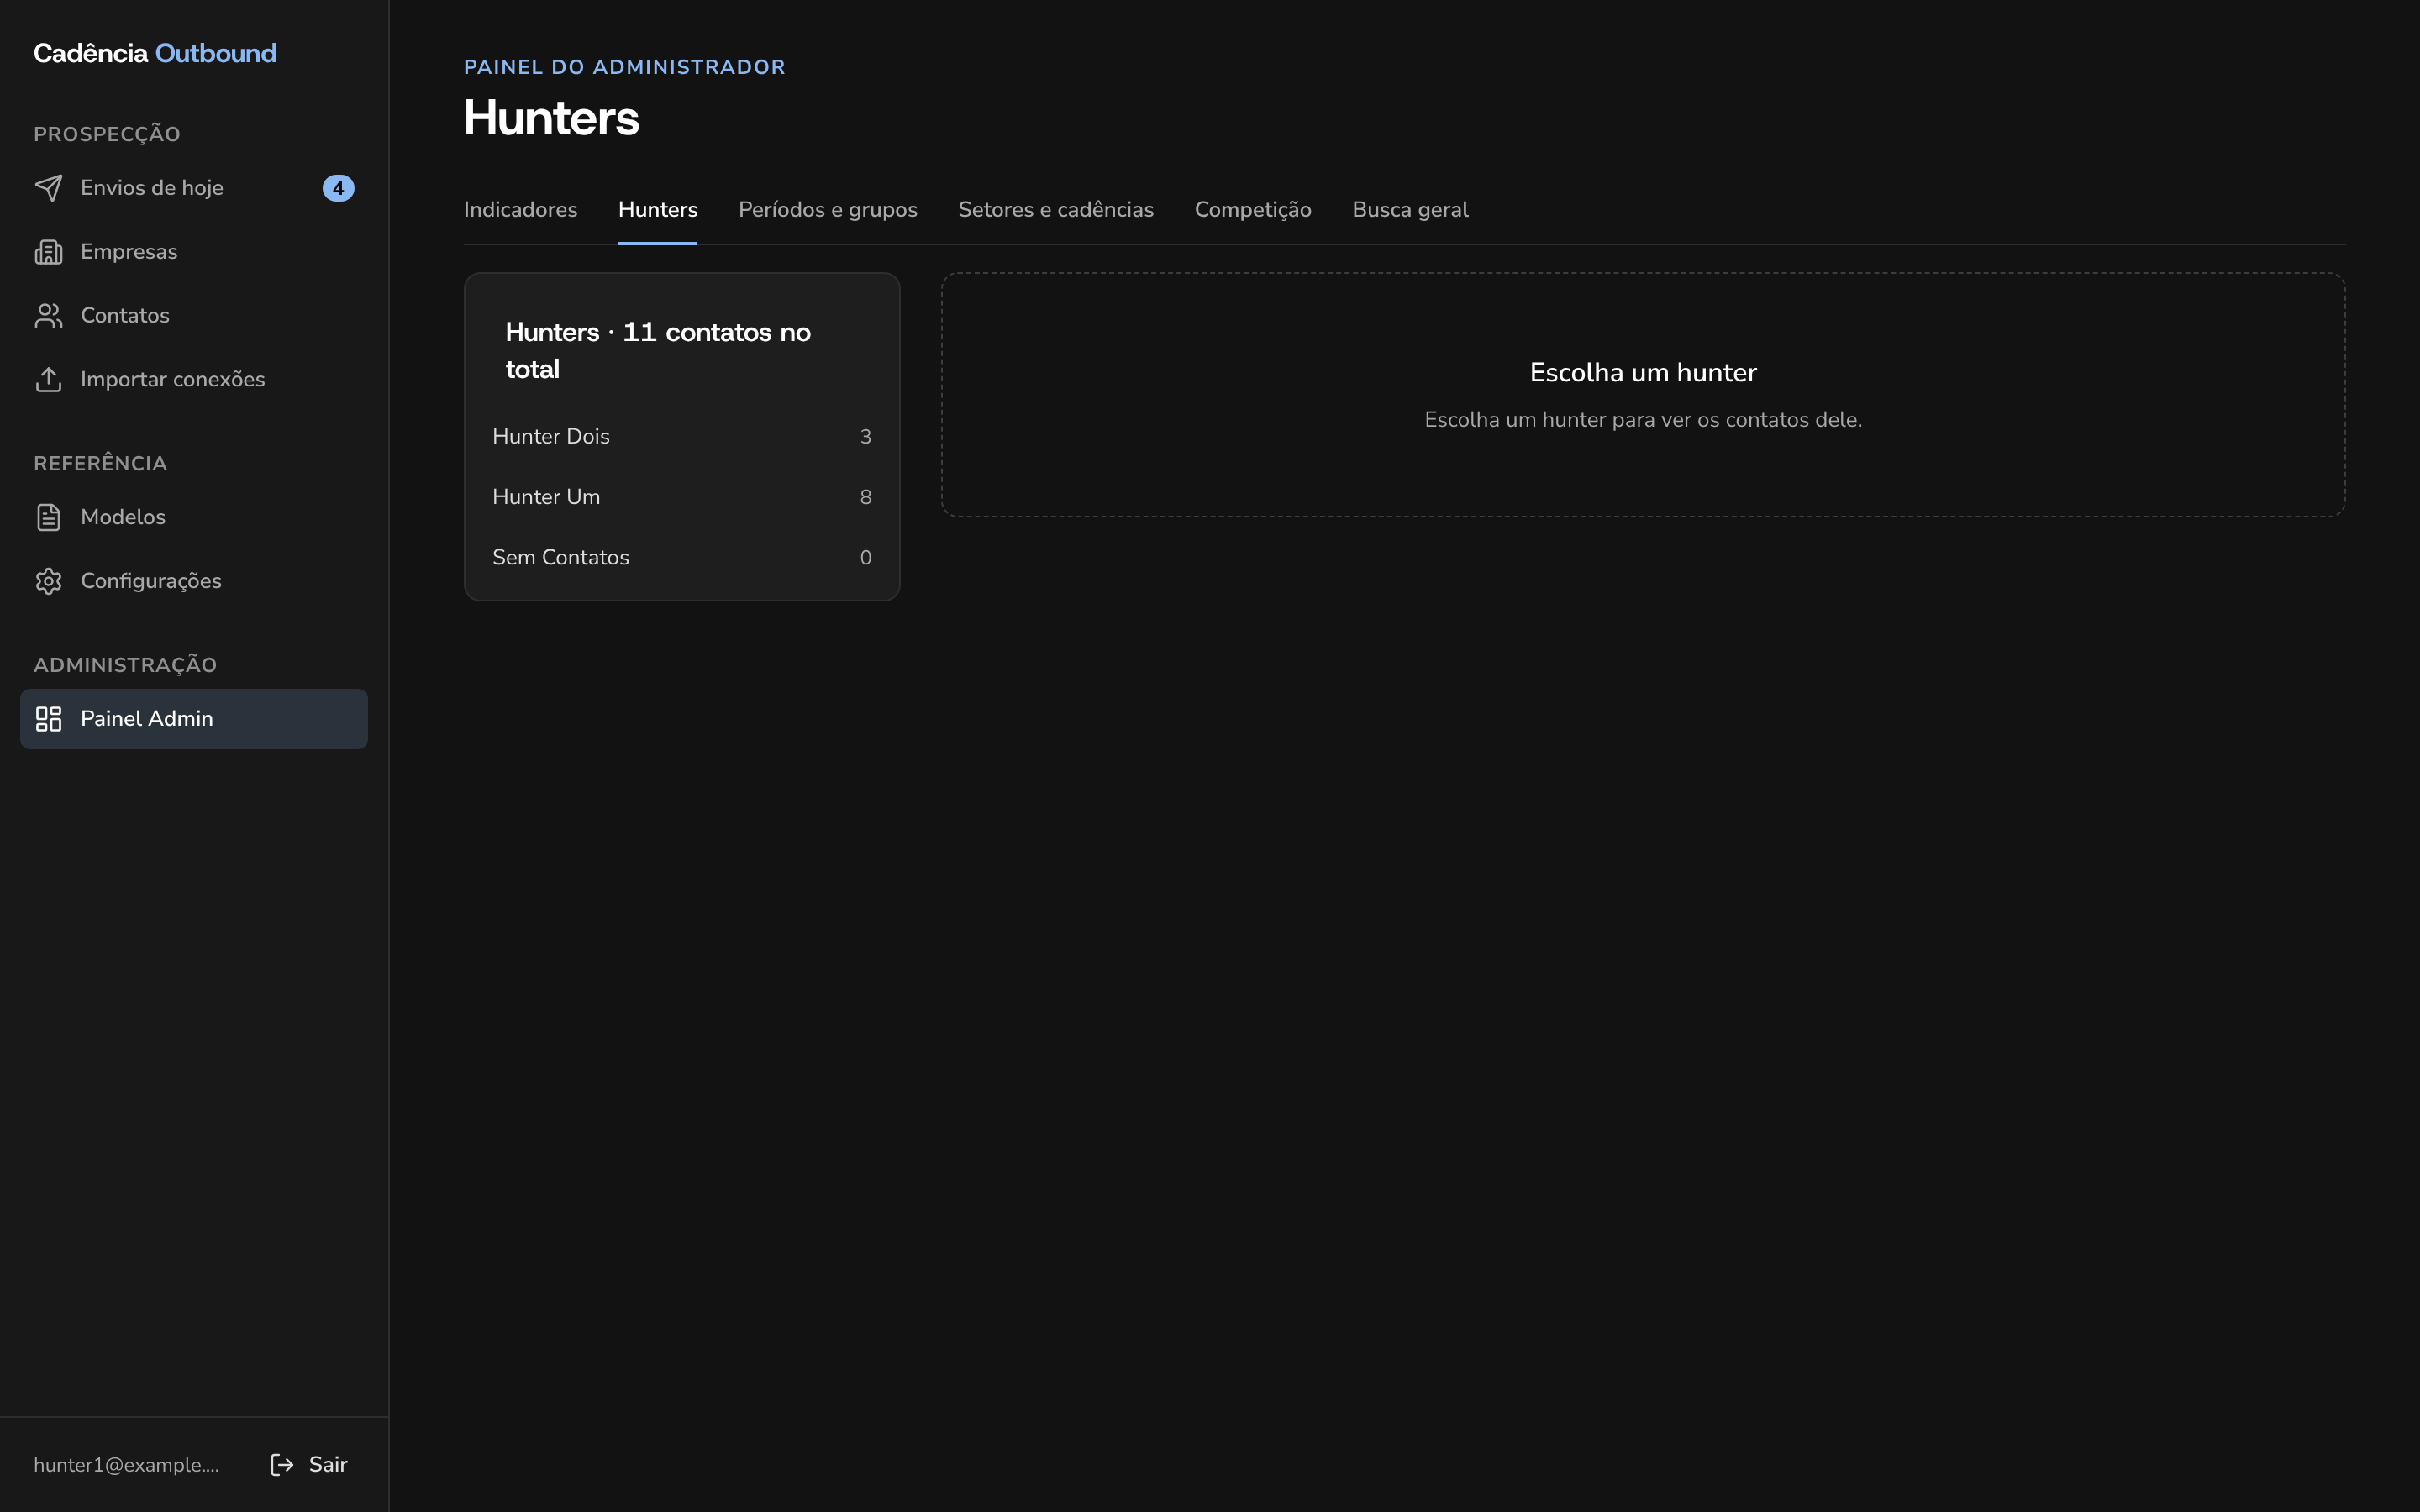 Cadência Outbound
PROSPECÇÃO
Envios de hoje 4
Empresas
Contatos
Importar conexões
REFERÊNCIA
Modelos
Configurações
ADMINISTRAÇÃO
Painel Admin
hunter1@example.... Sair
PAINEL DO ADMINISTRADOR
Hunters
Indicadores Hunters Períodos e grupos Setores e cadências Competição Busca geral
Hunters · 11 contatos no
total
Hunter Dois 3
Hunter Um 8
Sem Contatos 0
Escolha um hunter
Escolha um hunter para ver os contatos dele.